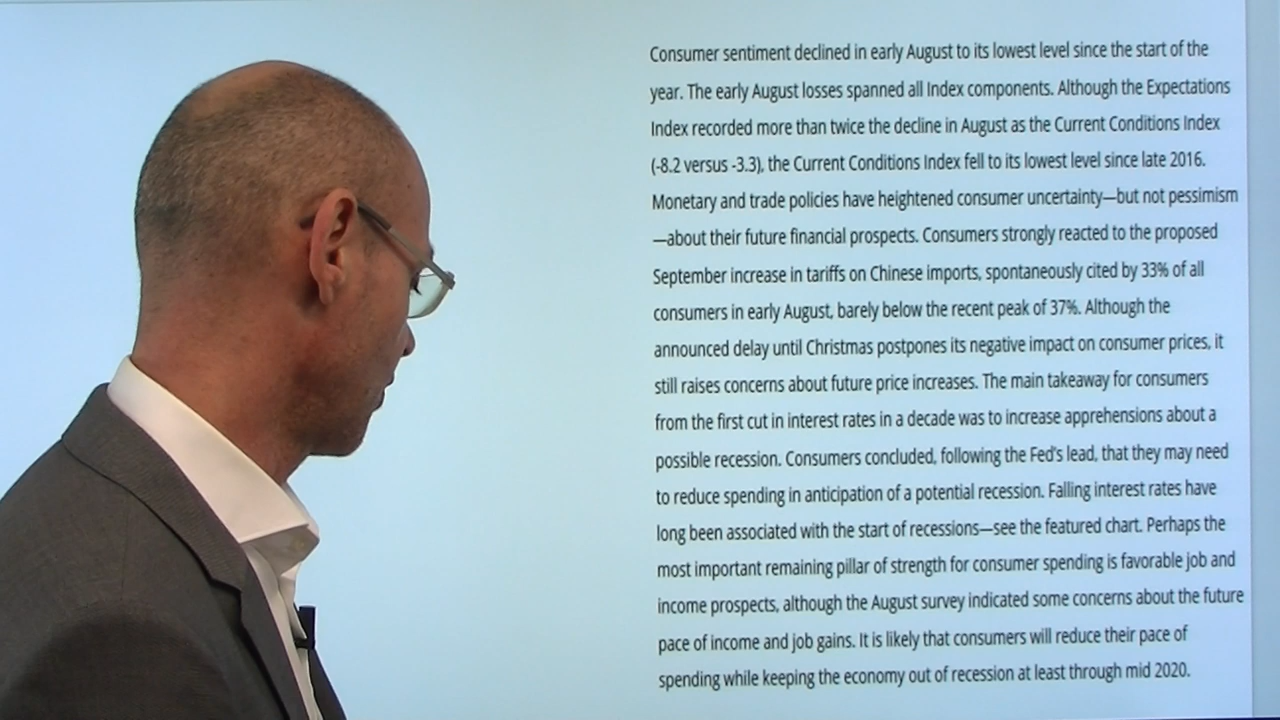 Consumer sentiment declined in early August to its lowest level since the start of the
year. The early August losses spanned all Index components. Although the Expectations
Index recorded more than twice the decline in August as the Current Conditions Index
(-8.2 versus -3.3), the Current Conditions Index fell to its lowest level since late 2016.
Monetary and trade policies have heightened consumer uncertainty—but not pessimism
—about their future financial prospects. Consumers strongly reacted to the proposed
September increase in tariffs on Chinese imports, spontaneously cited by 33% of all
consumers in early August, barely below the recent peak of 37%. Although the
announced delay until Christmas postpones its negative impact on consumer prices, it
still raises concerns about future price increases. The main takeaway for consumers
from the first cut in interest rates in a decade was to increase apprehensions about a
possible recession. Consumers concluded, following the Fed's lead, that they may need
to reduce spending in anticipation of a potential recession. Falling interest rates have
long been associated with the start of recessions—see the featured chart. Perhaps the
most important remaining pillar of strength for consumer spending is favorable job and
income prospects, although the August survey indicated some concerns about the future
pace of income and job gains. It is likely that consumers will reduce their pace of
spending while keeping the economy out of recession at least through mid 2020.